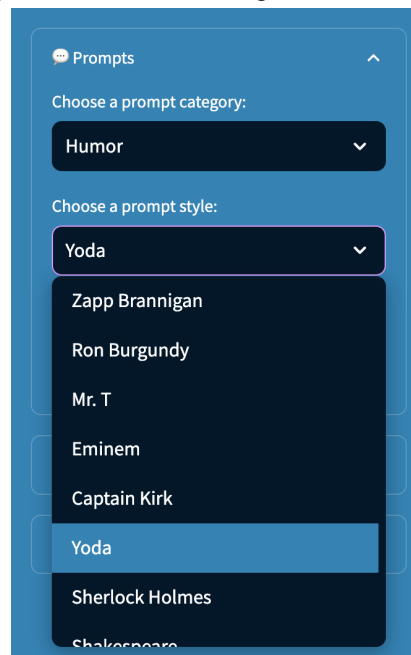 💬 Prompts
Choose a prompt category:
Humor
Choose a prompt style:
Yoda
Zapp Brannigan
Ron Burgundy
Mr. T
Eminem
Captain Kirk
Yoda
Sherlock Holmes
Shakespeare